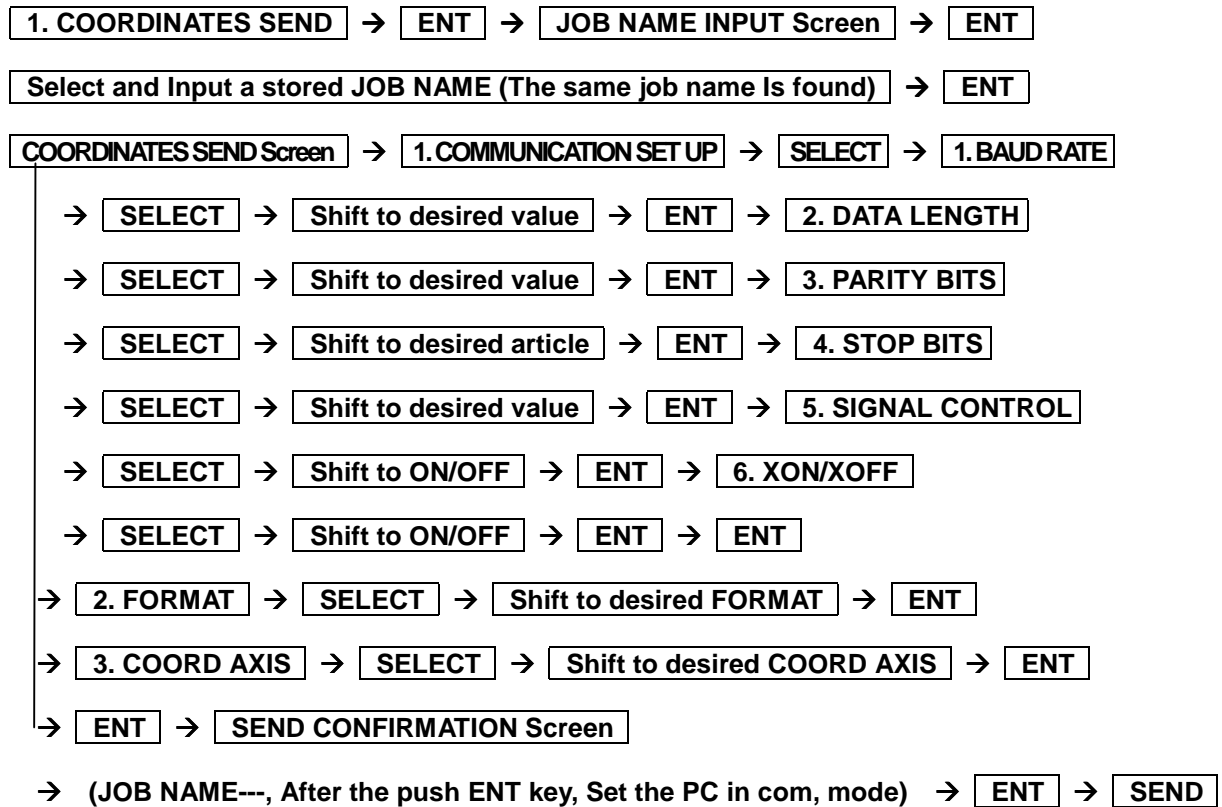 1. COORDINATES SEND → ENT → JOB NAME INPUT Screen → ENT
Select and Input a stored JOB NAME (The same job name Is found) → ENT
COORDINATES SEND Screen → 1. COMMUNICATION SET UP → SELECT → 1. BAUD RATE
→ SELECT → Shift to desired value → ENT → 2. DATA LENGTH
→ SELECT → Shift to desired value → ENT → 3. PARITY BITS
→ SELECT → Shift to desired article → ENT → 4. STOP BITS
→ SELECT → Shift to desired value → ENT → 5. SIGNAL CONTROL
→ SELECT → Shift to ON/OFF → ENT → 6. XON/XOFF
→ SELECT → Shift to ON/OFF → ENT → ENT
→ 2. FORMAT → SELECT → Shift to desired FORMAT → ENT
→ 3. COORD AXIS → SELECT → Shift to desired COORD AXIS → ENT
→ ENT → SEND CONFIRMATION Screen
→ (JOB NAME---, After the push ENT key, Set the PC in com, mode) → ENT → SEND